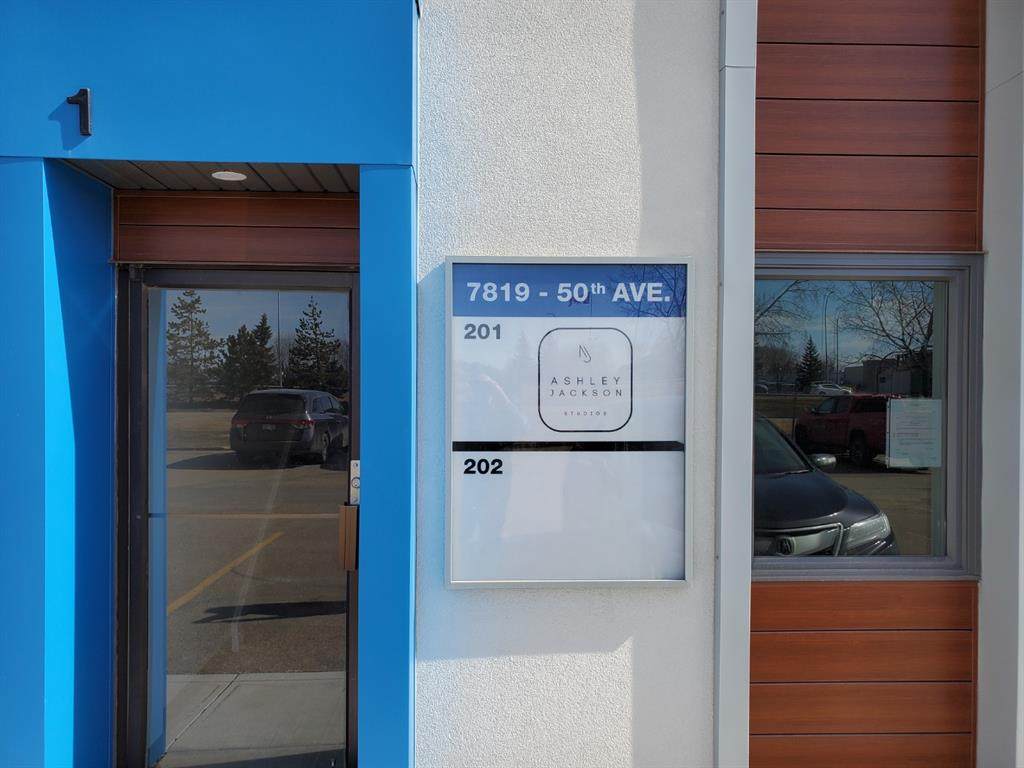 1
7819 - 50th AVE.
201
ASHLEY
JACKSON
STUDIOS
202